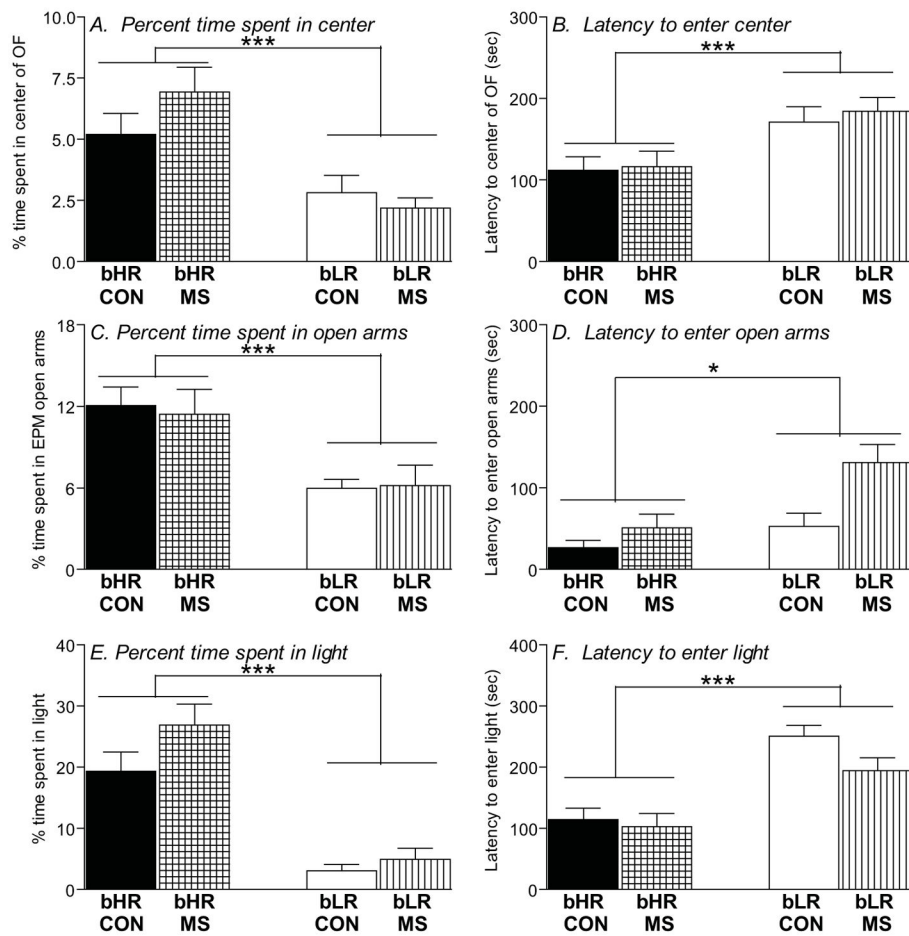 A. Percent time spent in center
% time spent in center of OF
10.0
7.5
5.0
2.5
0.0
***
bHR CON
bHR MS
bLR CON
bLR MS
B. Latency to enter center
Latency to center of OF (sec)
300
200
100
0
***
bHR CON
bHR MS
bLR CON
bLR MS
C. Percent time spent in open arms
% time spent in EPM open arms
18
12
6
0
***
bHR CON
bHR MS
bLR CON
bLR MS
D. Latency to enter open arms
Latency to enter open arms (sec)
300
200
100
0
*
bHR CON
bHR MS
bLR CON
bLR MS
E. Percent time spent in light
% time spent in light
40
30
20
10
0
***
bHR CON
bHR MS
bLR CON
bLR MS
F. Latency to enter light
Latency to enter light (sec)
400
300
200
100
0
***
bHR CON
bHR MS
bLR CON
bLR MS